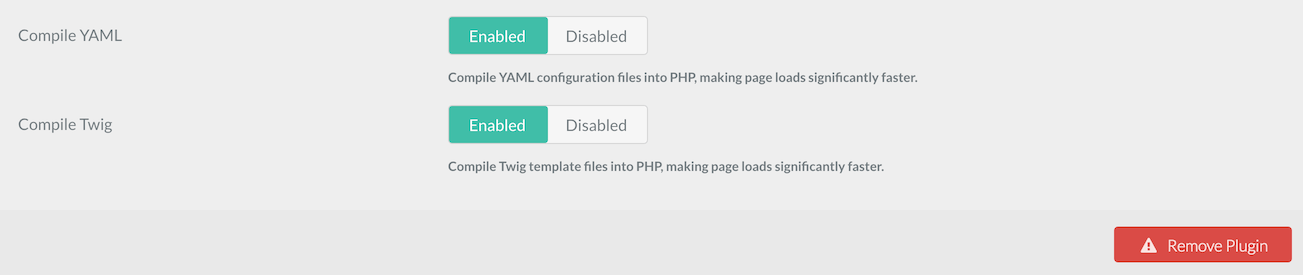 Compile YAML
Enabled Disabled
Compile YAML configuration files into PHP, making page loads significantly faster.
Compile Twig
Enabled Disabled
Compile Twig template files into PHP, making page loads significantly faster.
Remove Plugin